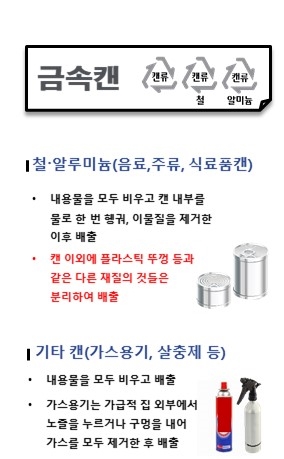 금속캔
캔류 캔류 캔류
철 알미늄
철·알루미늄(음료,주류, 식료품캔)
• 내용물을 모두 비우고 캔 내부를
물로 한 번 헹궈, 이물질을 제거한
이후 배출
• 캔 이외에 플라스틱 뚜껑 등과
같은 다른 재질의 것들은
분리하여 배출
기타 캔(가스용기, 살충제 등)
• 내용물을 모두 비우고 배출
• 가스용기는 가급적 집 외부에서
노즐을 누르거나 구멍을 내어
가스를 모두 제거한 후 배출